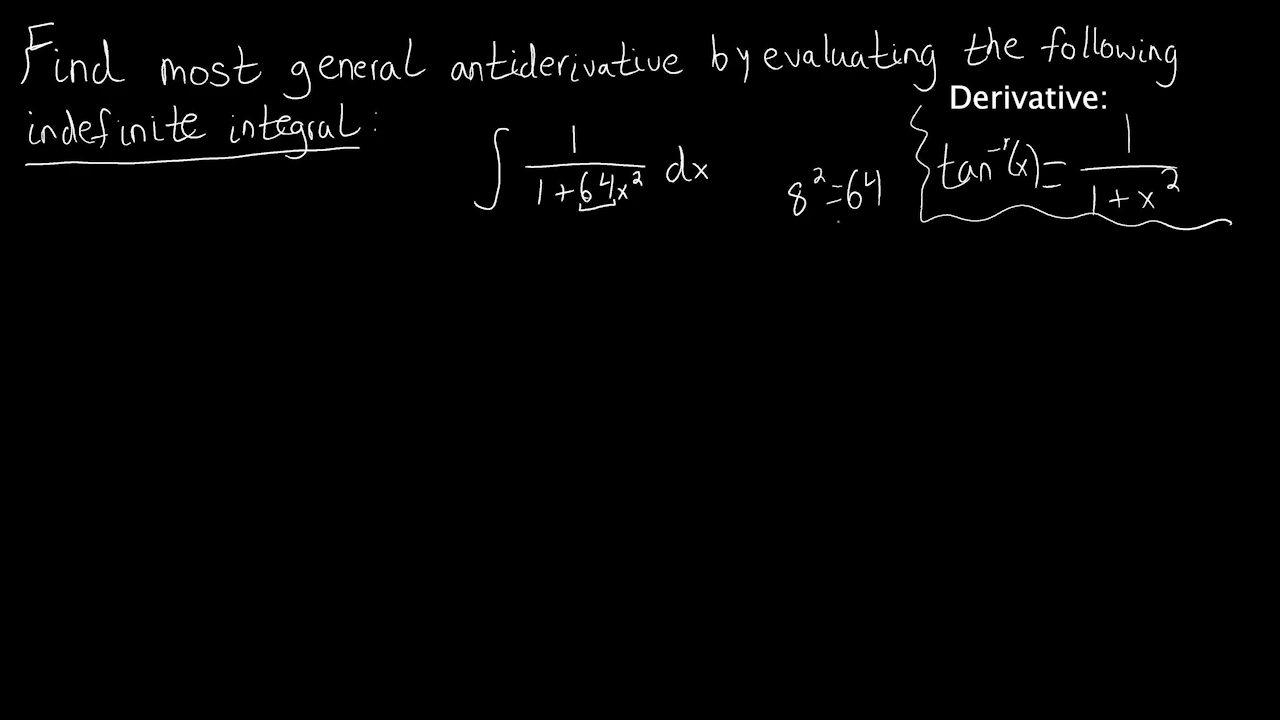 Find most general antiderivative by evaluating the following
indefinite integral:
Derivative:
∫ 1/(1+64x²) dx
8²=64
tan⁻¹(x) = 1/(1+x²)